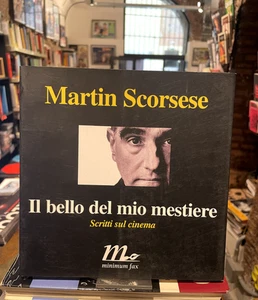 Martin Scorsese
Il bello del mio mestiere
Scritti sul cinema
minimum fax